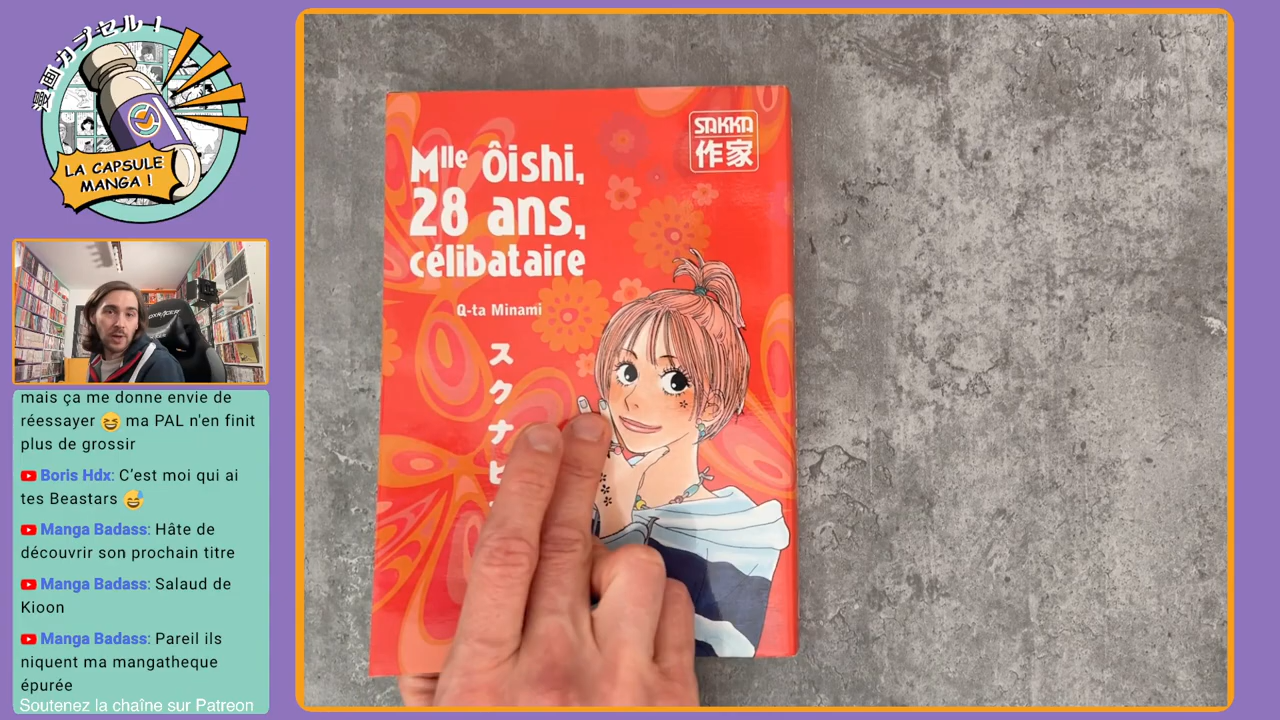 漫画カプセル！
LA CAPSULE
MANGA !
mais ça me donne envie de
réessayer 😆 ma PAL n'en finit
plus de grossir
Boris Hdx: C'est moi qui ai
tes Beastars 😅
Manga Badass: Hâte de
découvrir son prochain titre
Manga Badass: Salaud de
Kioon
Manga Badass: Pareil ils
niquent ma mangatheque
épurée
Soutenez la chaîne sur Patreon
SAKKA
作家
Mlle Ôishi,
28 ans,
célibataire
Q-ta Minami
スクナヒ